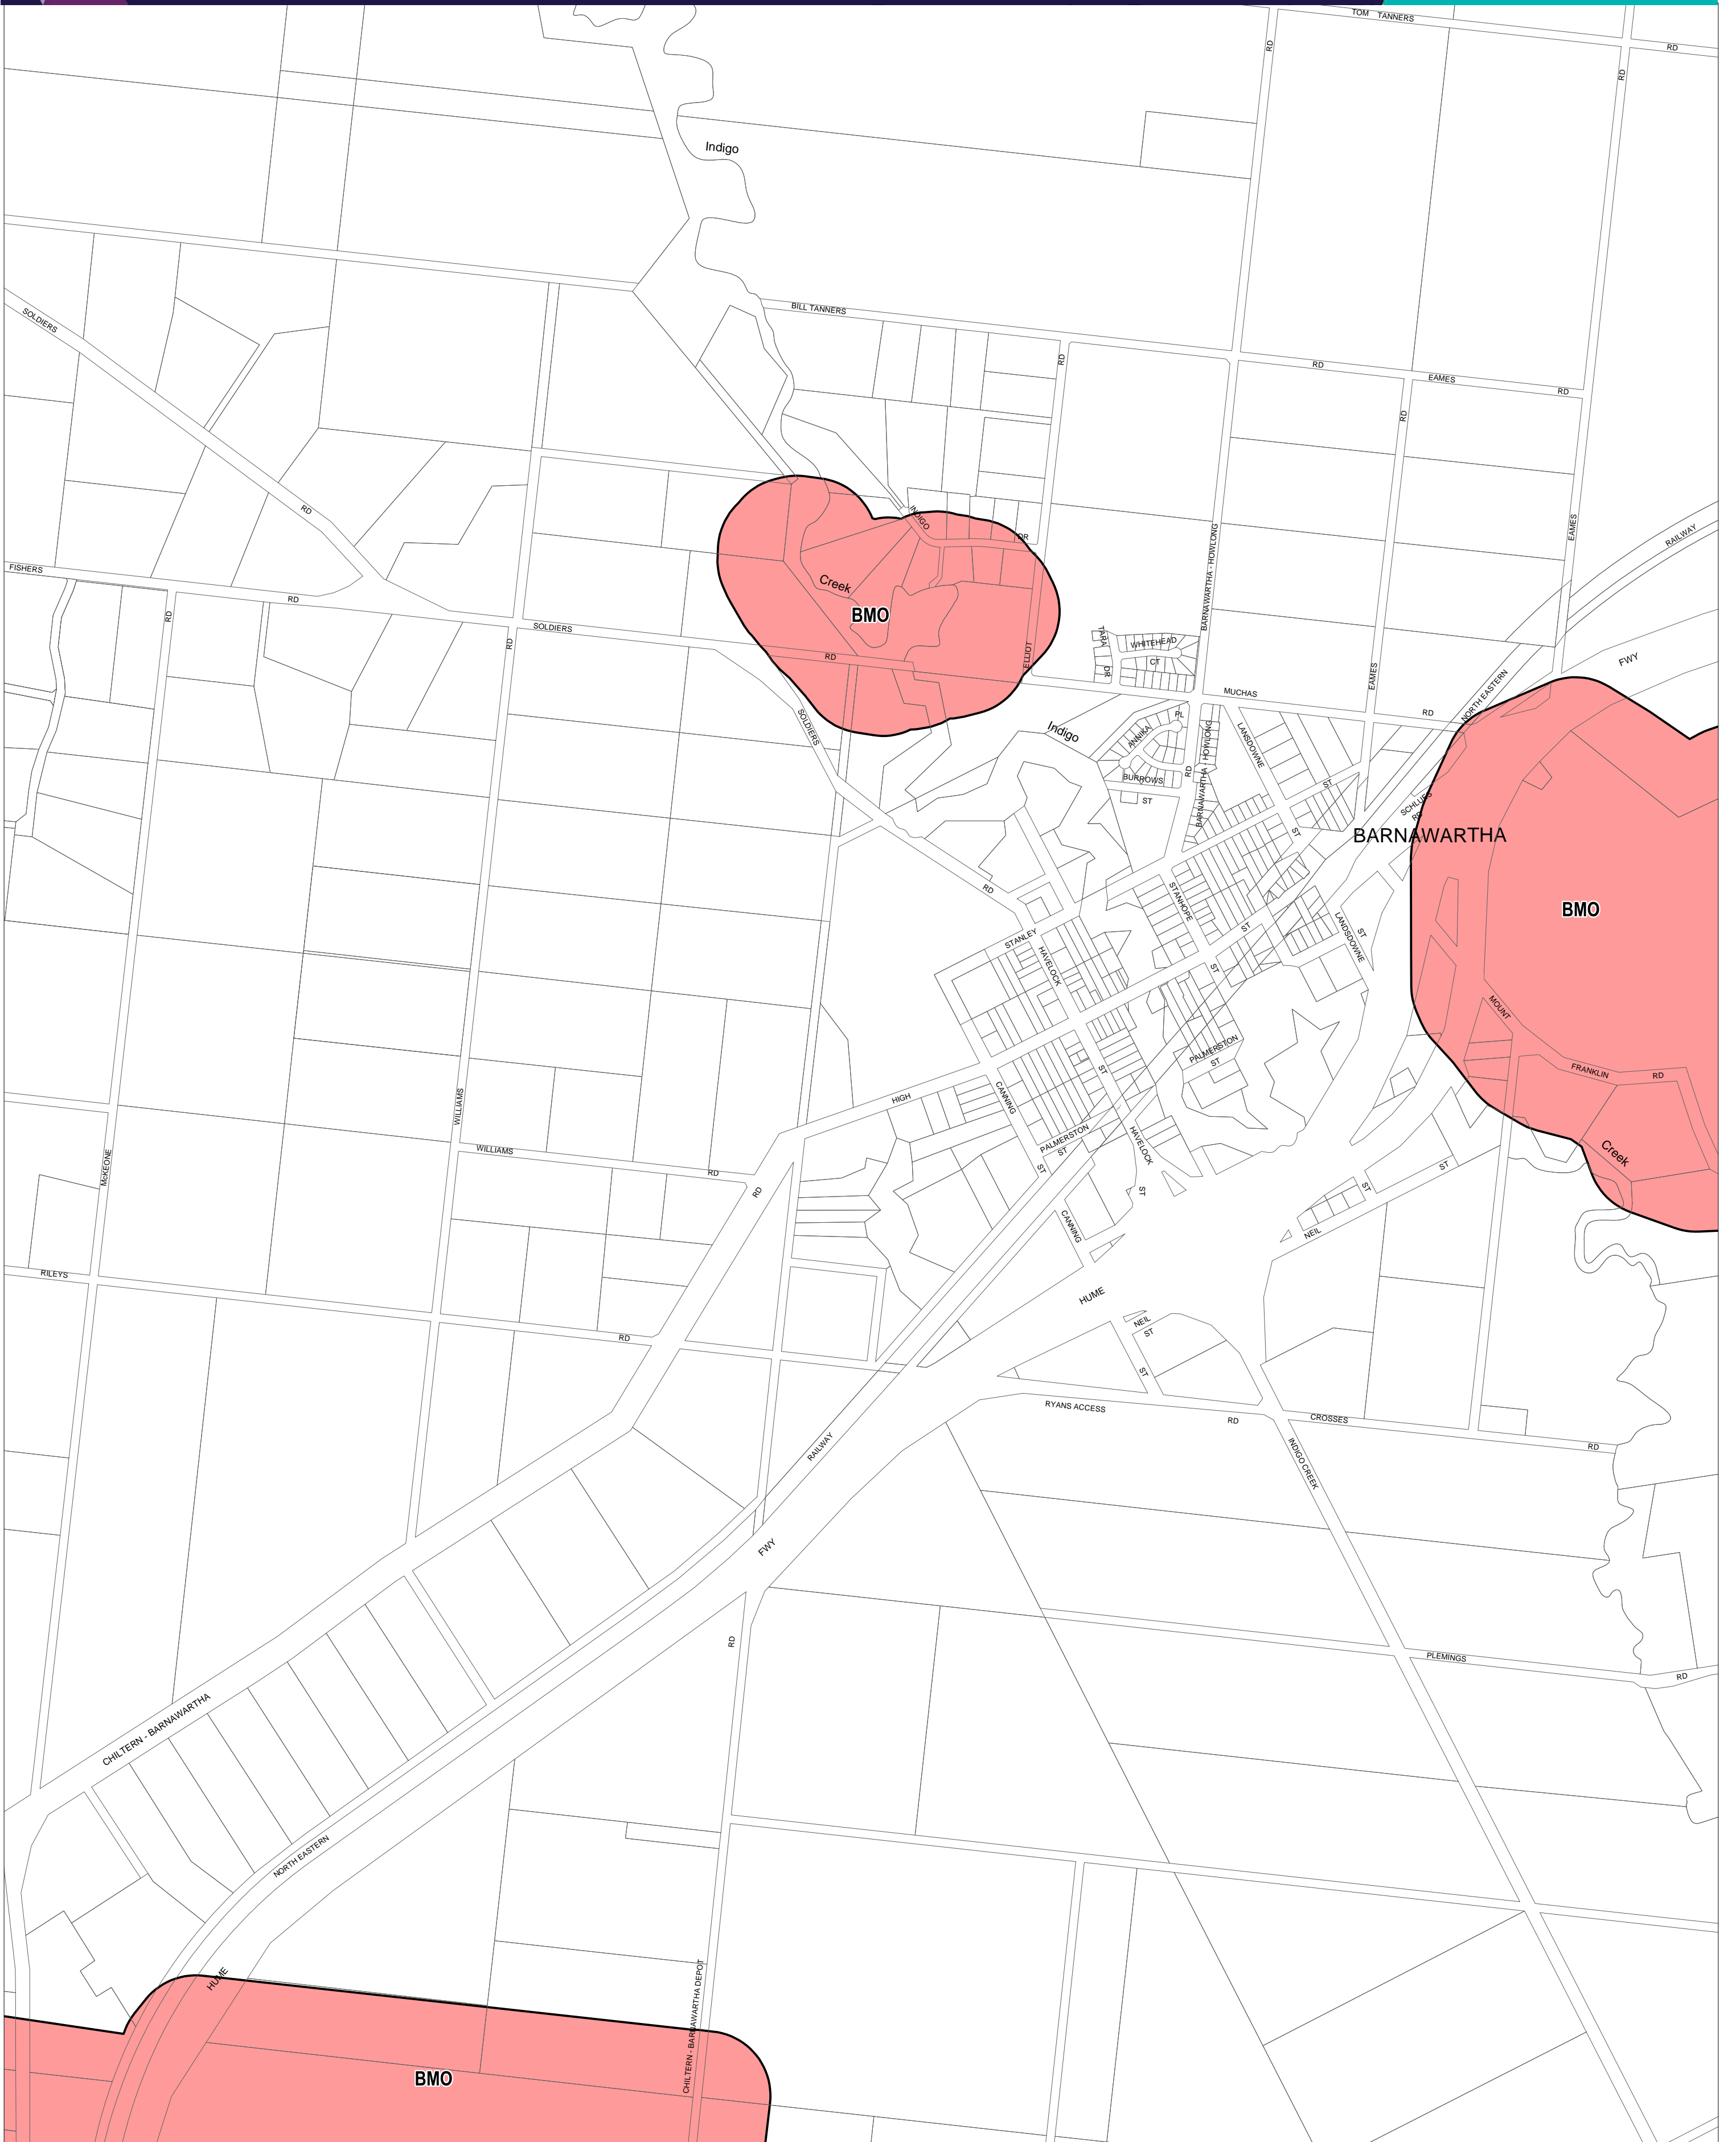 TOM TANNERS
RD
RD
RD
Indigo
BILL TANNERS
SOLDIERS
RD
RD
EAMES
RD
RD
RD
INDIGO
DR
BARNAWARTHA - HOWLONG
EAMES
RAILWAY
FISHERS
RD
RD
Creek
BMO
SOLDIERS
RD
RD
ELLIOT
TARA
DR
WHITEHEAD
CT
FWY
EAMES
NORTH EASTERN
MUCHAS
RD
SOLDIERS
Indigo
PL
ANNIKA
BURROWS
ST
RD
BARNAWARTHA - HOWLONG
LANSDOWNE
ST
ST
SCHLUES
RD
BARNAWARTHA
BMO
RD
STANHOPE
ST
ST
LANDSDOWNE
ST
STANLEY
HAVELOCK
MOUNT
FRANKLIN
RD
PALMERSTON
ST
ST
HIGH
CANNING
PALMERSTON
ST
ST
HAVELOCK
ST
CANNING
WILLIAMS
WILLIAMS
RD
RD
McKEONE
Creek
ST
ST
NEIL
HUME
NEIL
ST
ST
RILEYS
RD
RYANS ACCESS
RD
CROSSES
RD
INDIGO CREEK
RAILWAY
FWY
RD
PLEMINGS
RD
CHILTERN - BARNAWARTHA
NORTH EASTERN
HUME
CHILTERN - BARNAWARTHA DEPOT
BMO